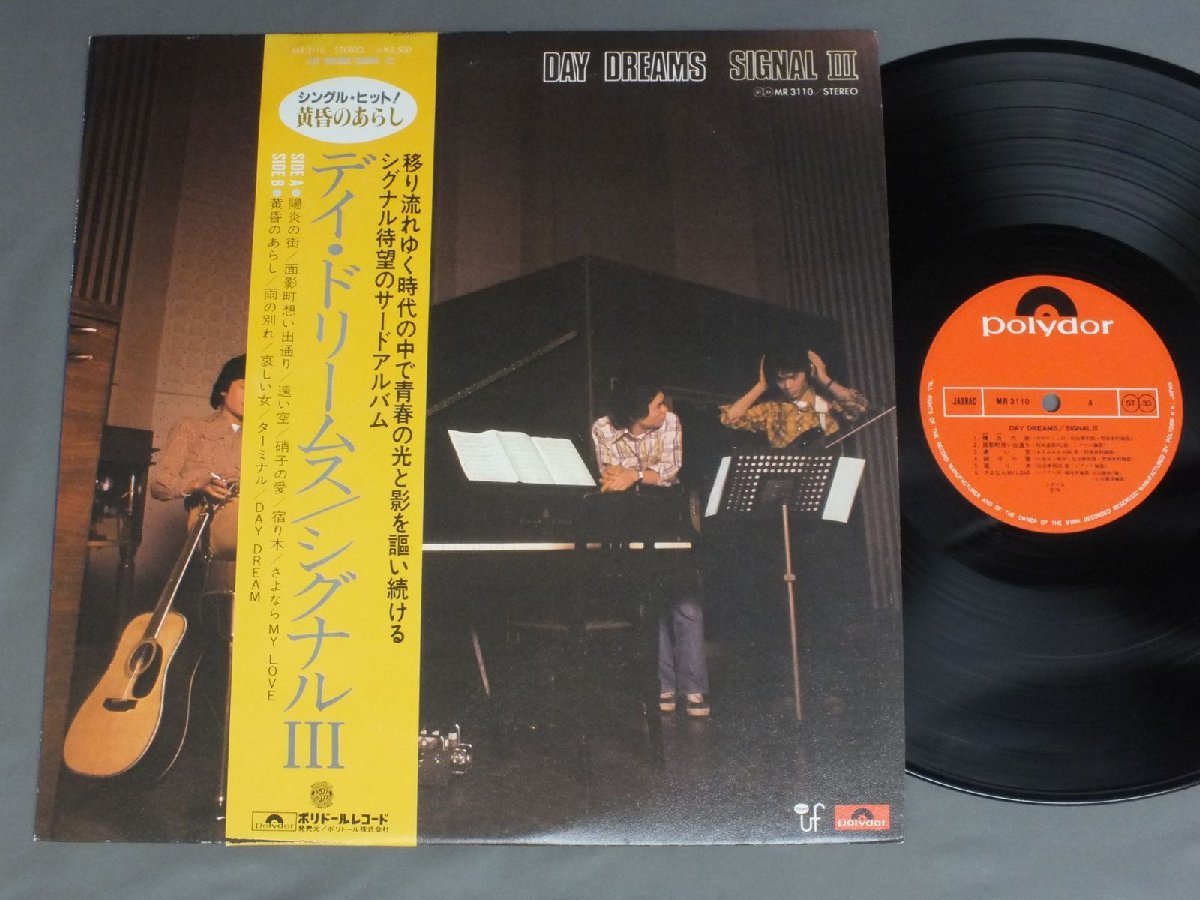 MR 3110 STEREO ¥2,500
DAY DREAMS/SIGNAL III
シングル・ヒット!
黄昏のあらし
移り流れゆく時代の中で青春の光と影を謳い続ける
シグナル待望のサードアルバム
デイ・ドリームス/シグナルIII
SIDE A●陽炎の街/面影町想い出通り/遠い空/硝子の愛/宿り木/さよならMY LOVE
SIDE B●黄昏のあらし/雨の別れ/哀しい女/ターミナル/DAY DREAM
polydor
ポリドールレコード
発売元/ポリドール株式会社
DAY DREAMS SIGNAL III
MR 3110 STEREO
uf
polydor
polydor
JASRAC
MR 3110
A
ST
33
DAY DREAMS/SIGNAL III